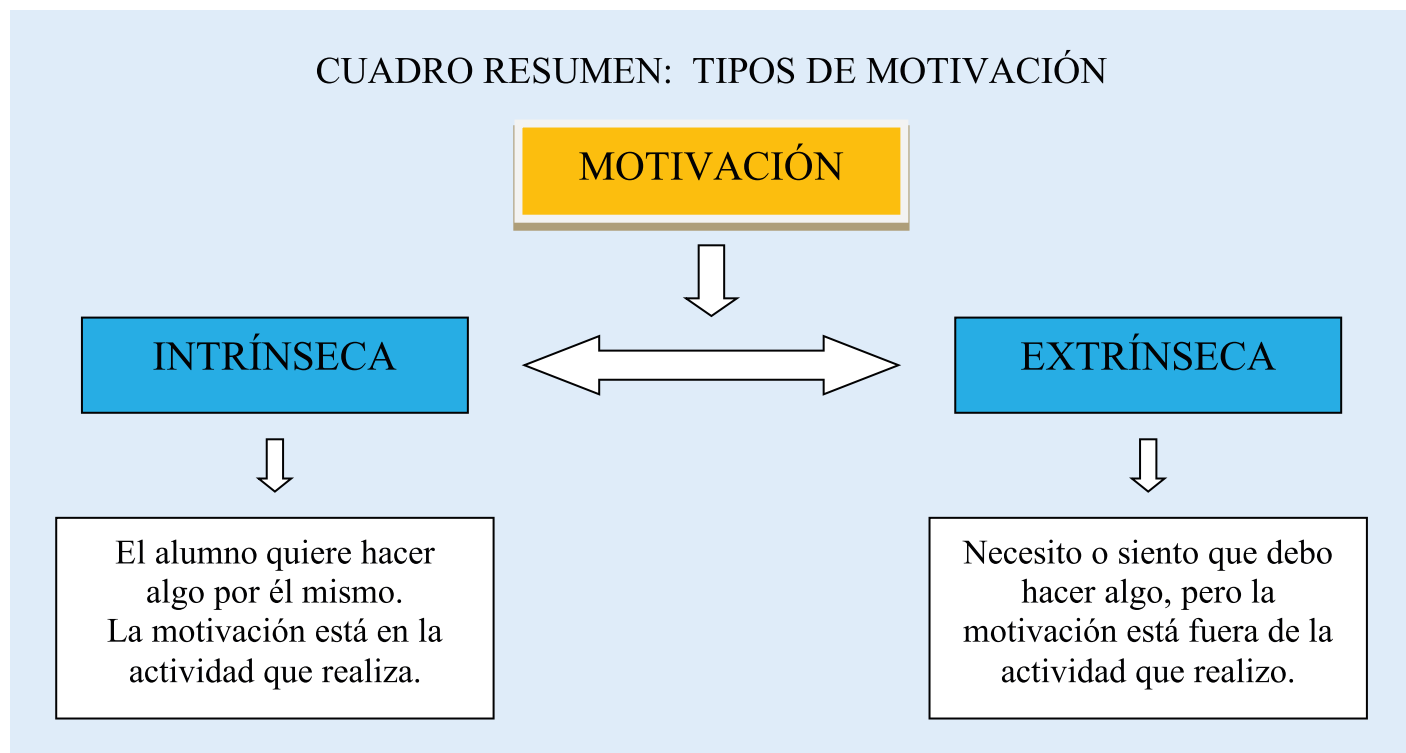 CUADRO RESUMEN:  TIPOS DE MOTIVACIÓN
MOTIVACIÓN
INTRÍNSECA
EXTRÍNSECA
El alumno quiere hacer
algo por él mismo.
La motivación está en la
actividad que realiza.
Necesito o siento que debo
hacer algo, pero la
motivación está fuera de la
actividad que realizo.